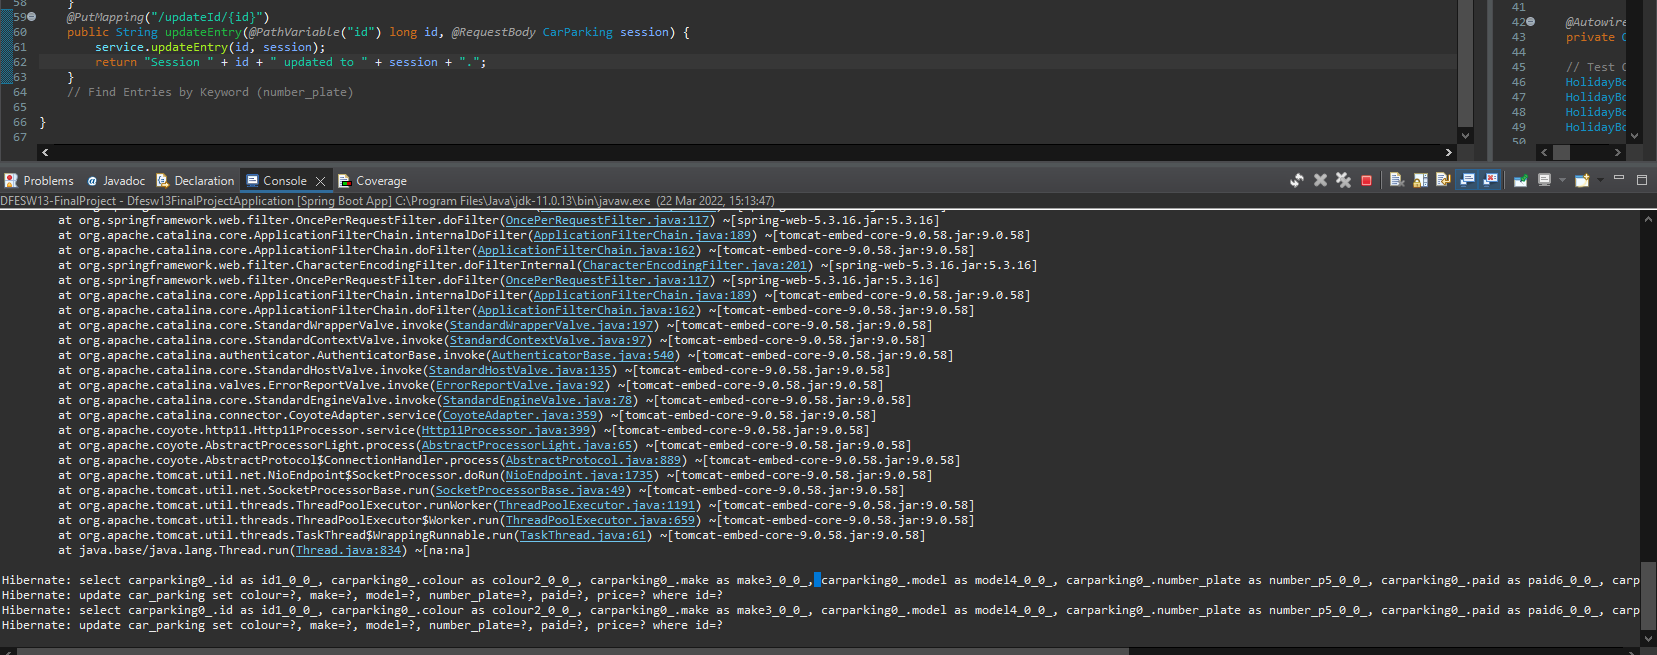 58 }
59 @PutMapping("/updateId/{id}")
60 public String updateEntry(@PathVariable("id") long id, @RequestBody CarParking session) {
61 service.updateEntry(id, session);
62 return "Session " + id + " updated to " + session + ".";
63 }
64 // Find Entries by Keyword (number_plate)
65
66 }
67
41
42 @Autowire
43 private
44
45 // Test
46 HolidayBo
47 HolidayBo
48 HolidayBo
49 HolidayBo
50
Problems Javadoc Declaration Console Coverage
DFESW13-FinalProject - Dfesw13FinalProjectApplication [Spring Boot App] C:\Program Files\Java\jdk-11.0.13\bin\javaw.exe (22 Mar 2022, 15:13:47)
at org.springframework.web.filter.OncePerRequestFilter.doFilter(OncePerRequestFilter.java:117) ~[spring-web-5.3.16.jar:5.3.16]
at org.apache.catalina.core.ApplicationFilterChain.internalDoFilter(ApplicationFilterChain.java:189) ~[tomcat-embed-core-9.0.58.jar:9.0.58]
at org.apache.catalina.core.ApplicationFilterChain.doFilter(ApplicationFilterChain.java:162) ~[tomcat-embed-core-9.0.58.jar:9.0.58]
at org.springframework.web.filter.CharacterEncodingFilter.doFilterInternal(CharacterEncodingFilter.java:201) ~[spring-web-5.3.16.jar:5.3.16]
at org.springframework.web.filter.OncePerRequestFilter.doFilter(OncePerRequestFilter.java:117) ~[spring-web-5.3.16.jar:5.3.16]
at org.apache.catalina.core.ApplicationFilterChain.internalDoFilter(ApplicationFilterChain.java:189) ~[tomcat-embed-core-9.0.58.jar:9.0.58]
at org.apache.catalina.core.ApplicationFilterChain.doFilter(ApplicationFilterChain.java:162) ~[tomcat-embed-core-9.0.58.jar:9.0.58]
at org.apache.catalina.core.StandardWrapperValve.invoke(StandardWrapperValve.java:197) ~[tomcat-embed-core-9.0.58.jar:9.0.58]
at org.apache.catalina.core.StandardContextValve.invoke(StandardContextValve.java:97) ~[tomcat-embed-core-9.0.58.jar:9.0.58]
at org.apache.catalina.authenticator.AuthenticatorBase.invoke(AuthenticatorBase.java:540) ~[tomcat-embed-core-9.0.58.jar:9.0.58]
at org.apache.catalina.core.StandardHostValve.invoke(StandardHostValve.java:135) ~[tomcat-embed-core-9.0.58.jar:9.0.58]
at org.apache.catalina.valves.ErrorReportValve.invoke(ErrorReportValve.java:92) ~[tomcat-embed-core-9.0.58.jar:9.0.58]
at org.apache.catalina.core.StandardEngineValve.invoke(StandardEngineValve.java:78) ~[tomcat-embed-core-9.0.58.jar:9.0.58]
at org.apache.catalina.connector.CoyoteAdapter.service(CoyoteAdapter.java:359) ~[tomcat-embed-core-9.0.58.jar:9.0.58]
at org.apache.coyote.http11.Http11Processor.service(Http11Processor.java:399) ~[tomcat-embed-core-9.0.58.jar:9.0.58]
at org.apache.coyote.AbstractProcessorLight.process(AbstractProcessorLight.java:65) ~[tomcat-embed-core-9.0.58.jar:9.0.58]
at org.apache.coyote.AbstractProtocol$ConnectionHandler.process(AbstractProtocol.java:889) ~[tomcat-embed-core-9.0.58.jar:9.0.58]
at org.apache.tomcat.util.net.NioEndpoint$SocketProcessor.doRun(NioEndpoint.java:1735) ~[tomcat-embed-core-9.0.58.jar:9.0.58]
at org.apache.tomcat.util.net.SocketProcessorBase.run(SocketProcessorBase.java:49) ~[tomcat-embed-core-9.0.58.jar:9.0.58]
at org.apache.tomcat.util.threads.ThreadPoolExecutor.runWorker(ThreadPoolExecutor.java:1191) ~[tomcat-embed-core-9.0.58.jar:9.0.58]
at org.apache.tomcat.util.threads.ThreadPoolExecutor$Worker.run(ThreadPoolExecutor.java:659) ~[tomcat-embed-core-9.0.58.jar:9.0.58]
at org.apache.tomcat.util.threads.TaskThread$WrappingRunnable.run(TaskThread.java:61) ~[tomcat-embed-core-9.0.58.jar:9.0.58]
at java.base/java.lang.Thread.run(Thread.java:834) ~[na:na]
Hibernate: select carparking0_.id as id1_0_0_, carparking0_.colour as colour2_0_0_, carparking0_.make as make3_0_0_, carparking0_.model as model4_0_0_, carparking0_.number_plate as number_p5_0_0_, carparking0_.paid as paid6_0_0_, carp
Hibernate: update car_parking set colour=?, make=?, model=?, number_plate=?, paid=?, price=? where id=?
Hibernate: select carparking0_.id as id1_0_0_, carparking0_.colour as colour2_0_0_, carparking0_.make as make3_0_0_, carparking0_.model as model4_0_0_, carparking0_.number_plate as number_p5_0_0_, carparking0_.paid as paid6_0_0_, carp
Hibernate: update car_parking set colour=?, make=?, model=?, number_plate=?, paid=?, price=? where id=?